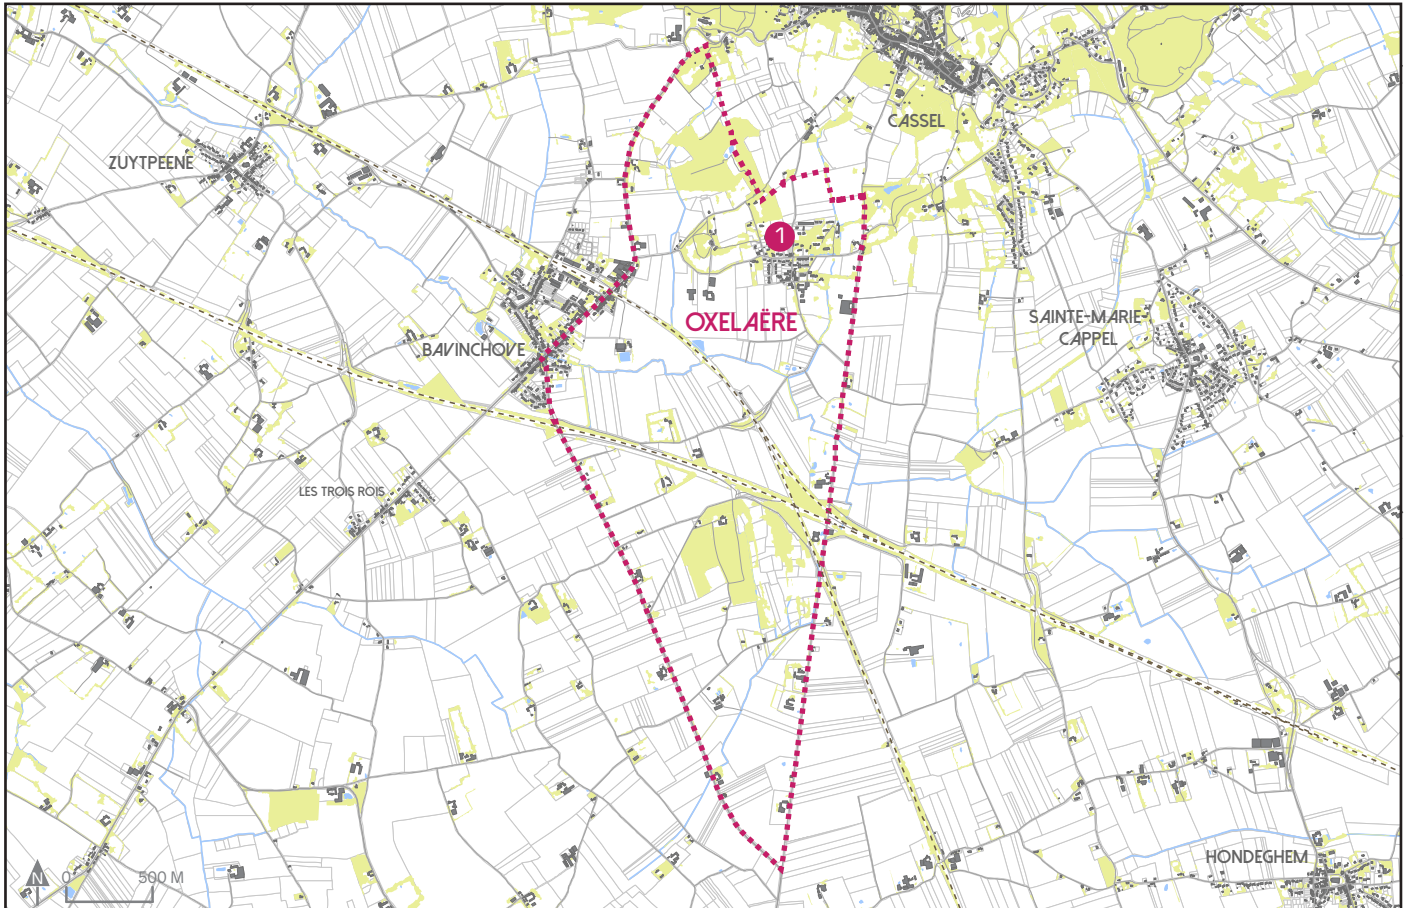 CASSEL
ZUYTPEENE
1
OXELAËRE
SAINTE-MARIE-
CAPPEL
BAVINCHOVE
LES TROIS ROIS
HONDEGHEM
N
0 500 M